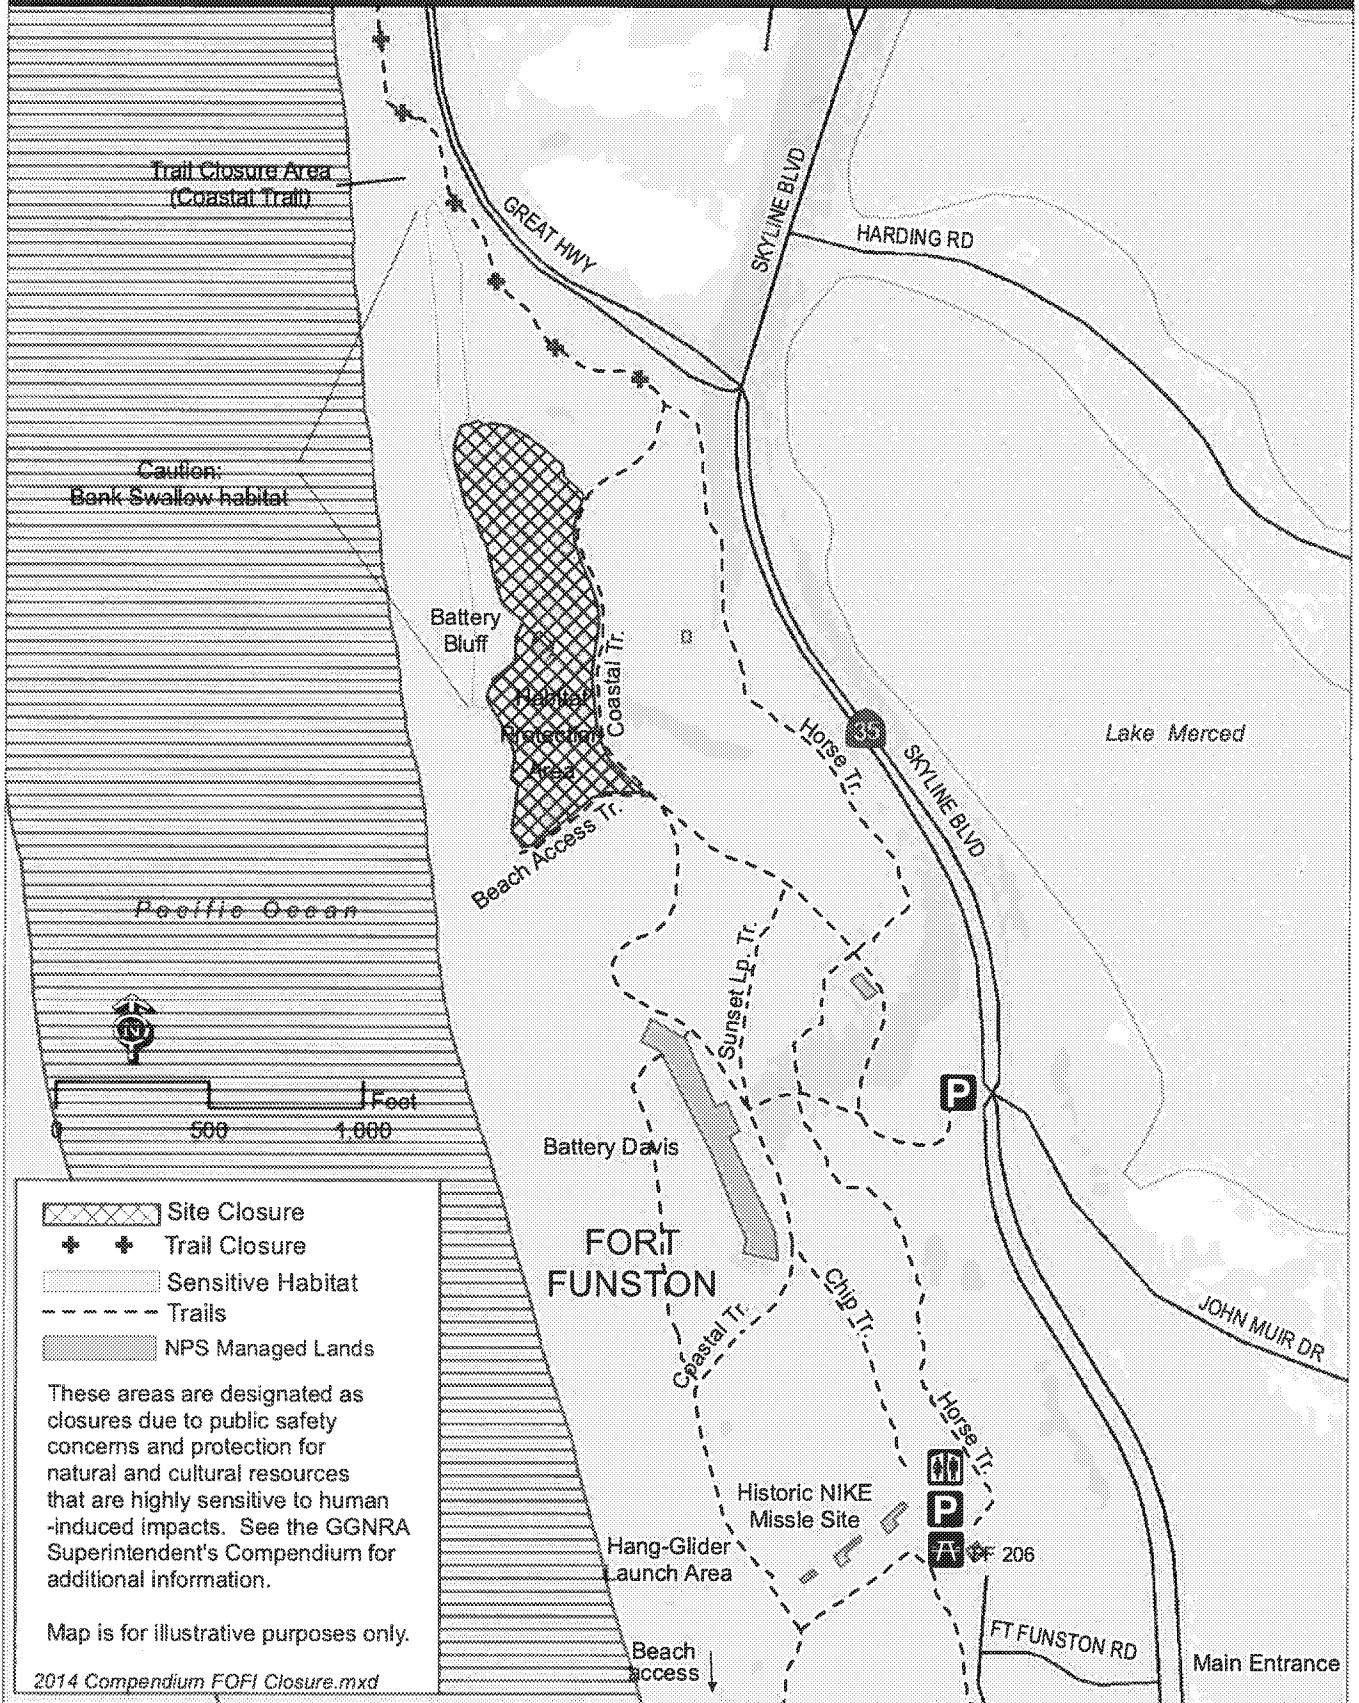 Trail Closure Area
(Coastal Trail)
GREAT HWY
SKYLINE BLVD
HARDING RD
Caution:
Bank Swallow habitat
Battery
Bluff
Habitat
Protection
Area
Coastal Tr.
Horse Tr.
35
SKYLINE BLVD
Lake Merced
Beach Access Tr.
Pacific Ocean
Sunset Lp. Tr.
N
P
Feet
0 500 1,000
Battery Davis
FORT
FUNSTON
Coastal Tr.
Chip Tr.
Horse Tr.
JOHN MUIR DR
Site Closure
Trail Closure
Sensitive Habitat
Trails
NPS Managed Lands
These areas are designated as
closures due to public safety
concerns and protection for
natural and cultural resources
that are highly sensitive to human
-induced impacts. See the GGNRA
Superintendent's Compendium for
additional information.
Map is for illustrative purposes only.
2014 Compendium FOFI Closure.mxd
Historic NIKE
Missle Site
P
Hang-Glider
Launch Area
206
Beach
access
FT FUNSTON RD
Main Entrance